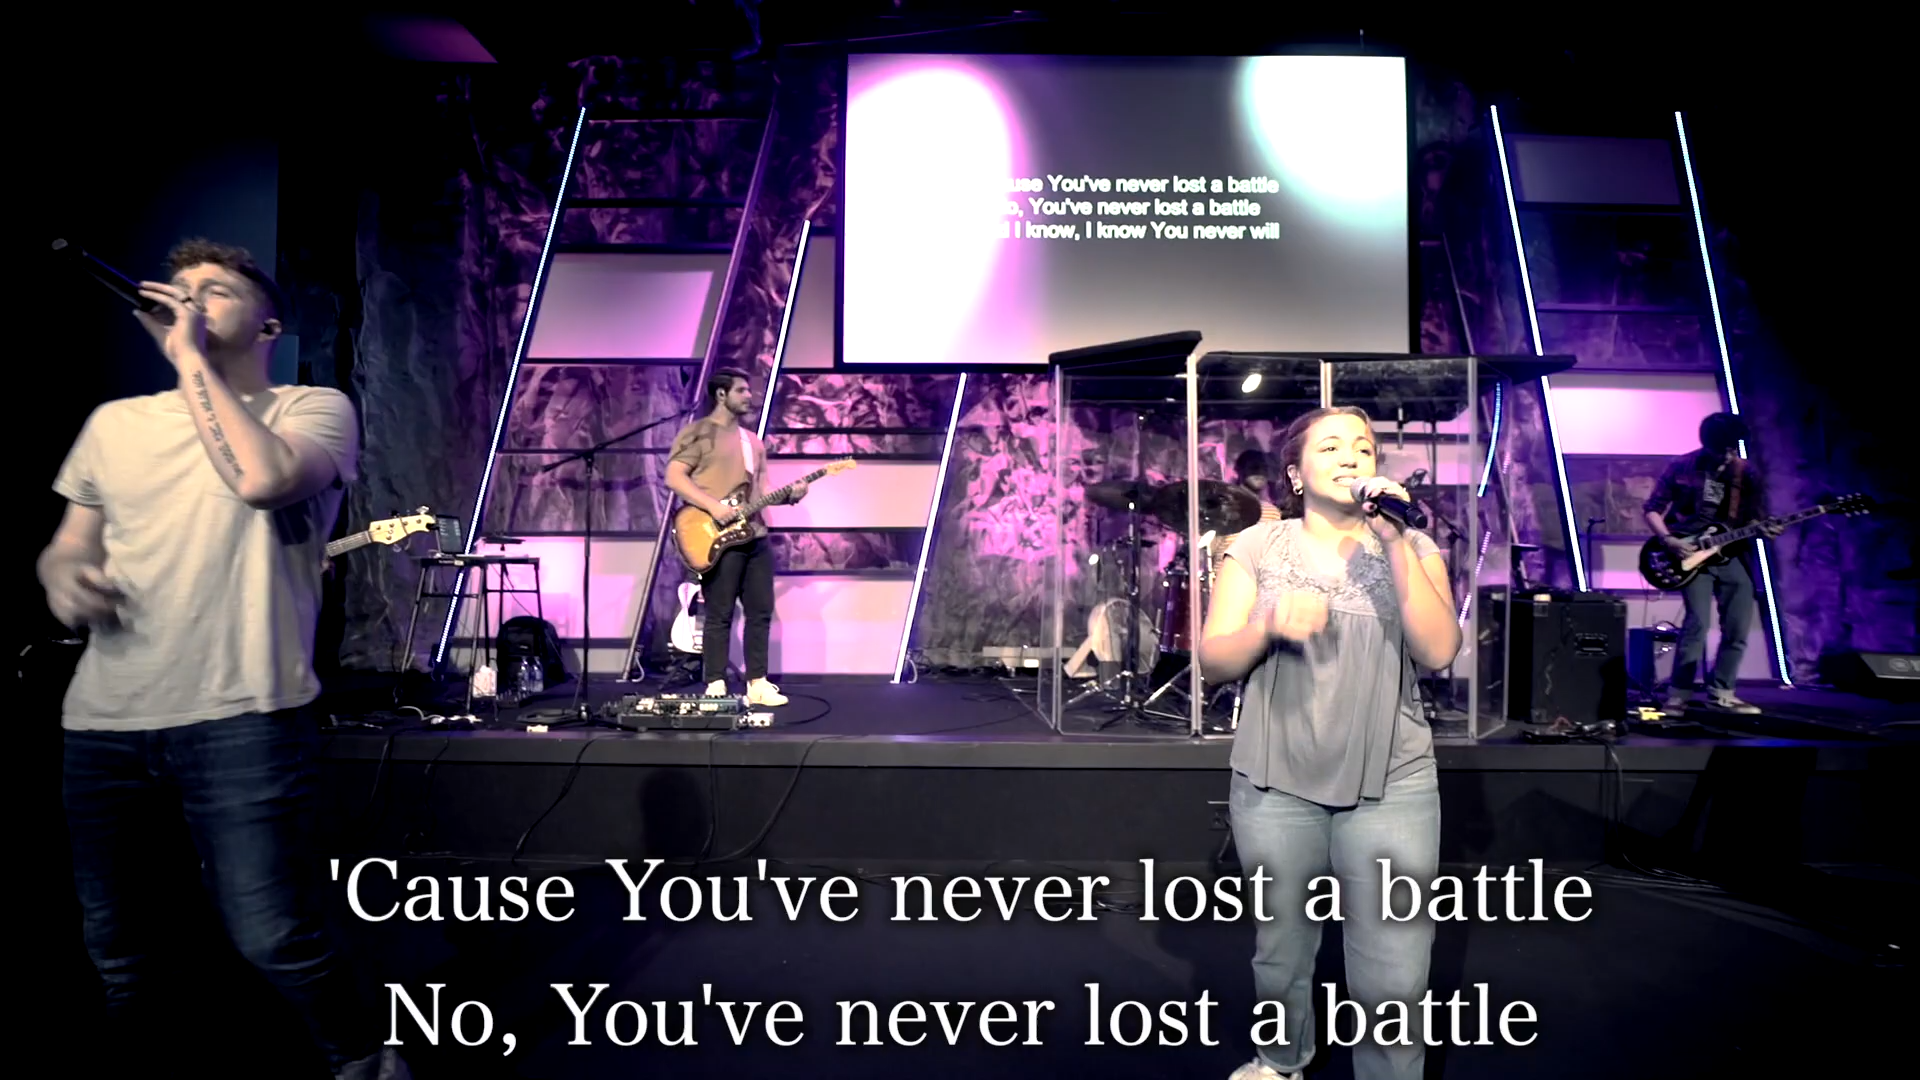 use You've never lost a battle
o, You've never lost a battle
I know, I know You never will
'Cause You've never lost a battle
No, You've never lost a battle